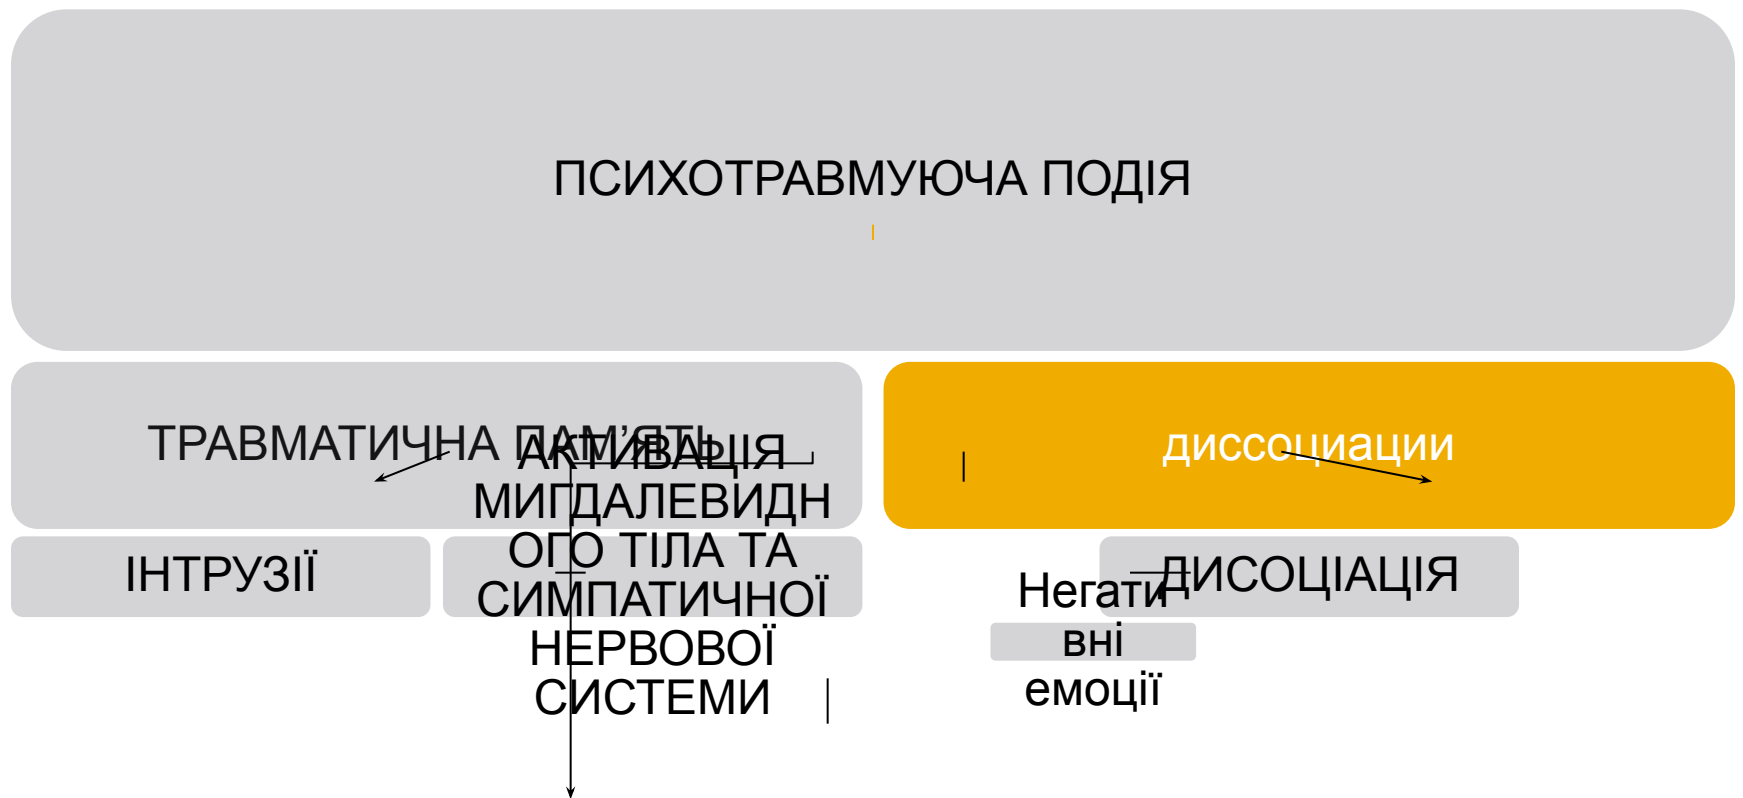 ПСИХОТРАВМУЮЧА ПОДІЯ
ТРАВМАТИЧНА ПАМ’ЯТЬ
диссоциации
ІНТРУЗІЇ
АКТИВАЦІЯ
МИГДАЛЕВИДН
ОГО ТІЛА ТА
СИМПАТИЧНОЇ
НЕРВОВОЇ
СИСТЕМИ
ДИСОЦІАЦІЯ
Негати
вні
емоції